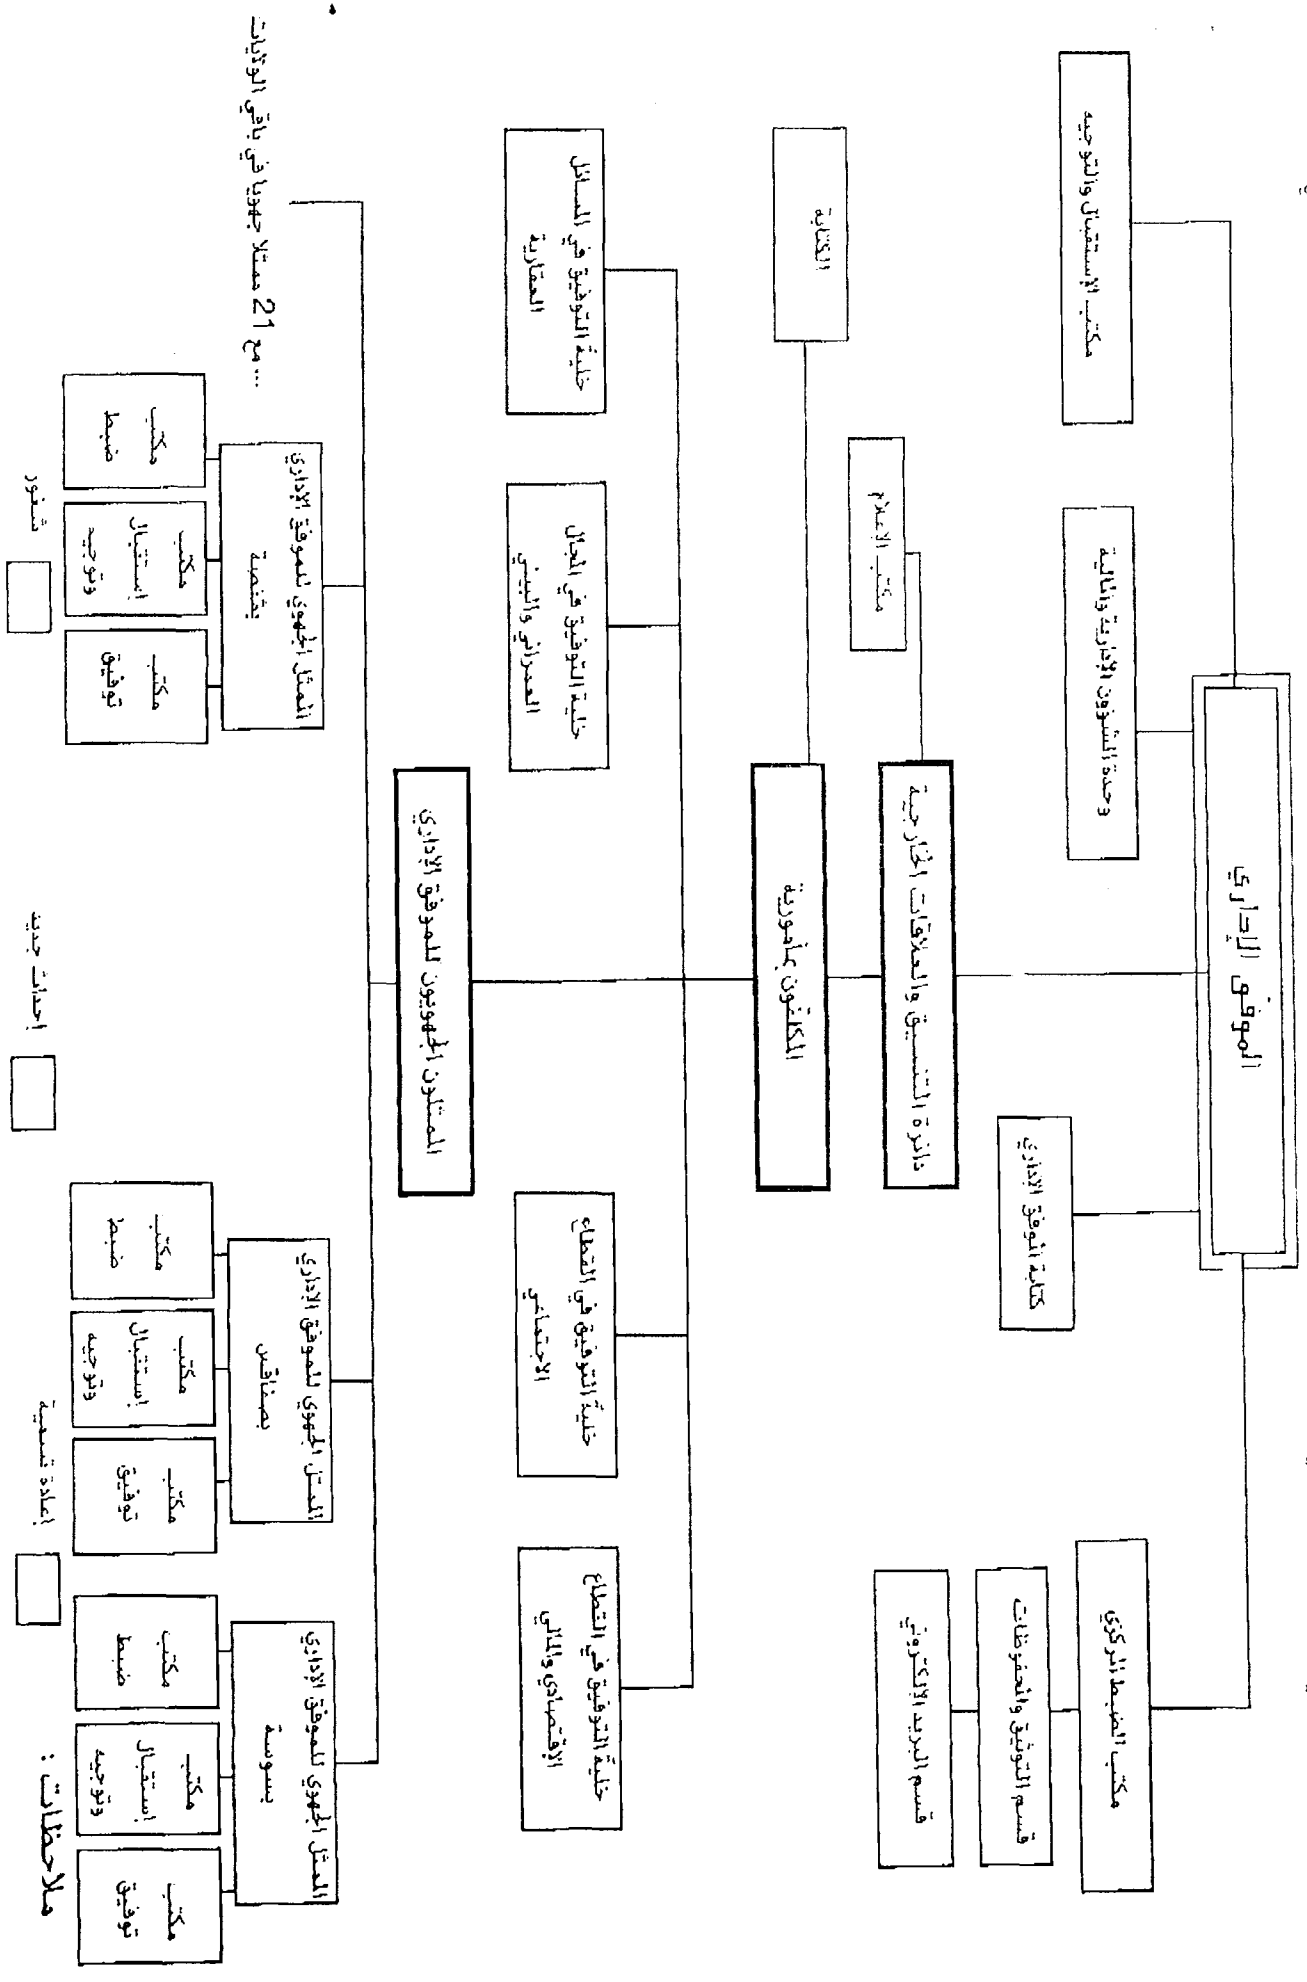 الموفق الإداري
مكتب الضبط المركزي
قسم التوثيق والمحفوظات
قسم البريد الالكتروني
كتابة الموفق الإداري
وحدة الشؤون الإدارية والمالية
مكتب الإستقبال والتوجيه
دائرة التنسيق والعلاقات الخارجية
مكتب الاعلام
المكلفون بمأمورية
الكتابة
خلية التوفيق في القطاع
الإقتصادي والمالي
خلية التوفيق في القطاع
الاجتماعي
خلية التوفيق في المجال
العمراني والبيئي
خلية التوفيق في المسائل
العقارية
الممثلون الجهويون للموفق الإداري
الممثل الجهوي للموفق الإداري
بسوسة
مكتب
توفيق
مكتب
إستقبال
وتوجيه
مكتب
ضبط
الممثل الجهوي للموفق الإداري
بصفاقس
مكتب
توفيق
مكتب
إستقبال
وتوجيه
مكتب
ضبط
الممثل الجهوي للموفق الإداري
بقفصة
مكتب
توفيق
مكتب
إستقبال
وتوجيه
مكتب
ضبط
...مع 21 ممثلا جهويا في باقي الولايات
ملاحظات :
إعادة تسمية
إحداث جديد
شغور